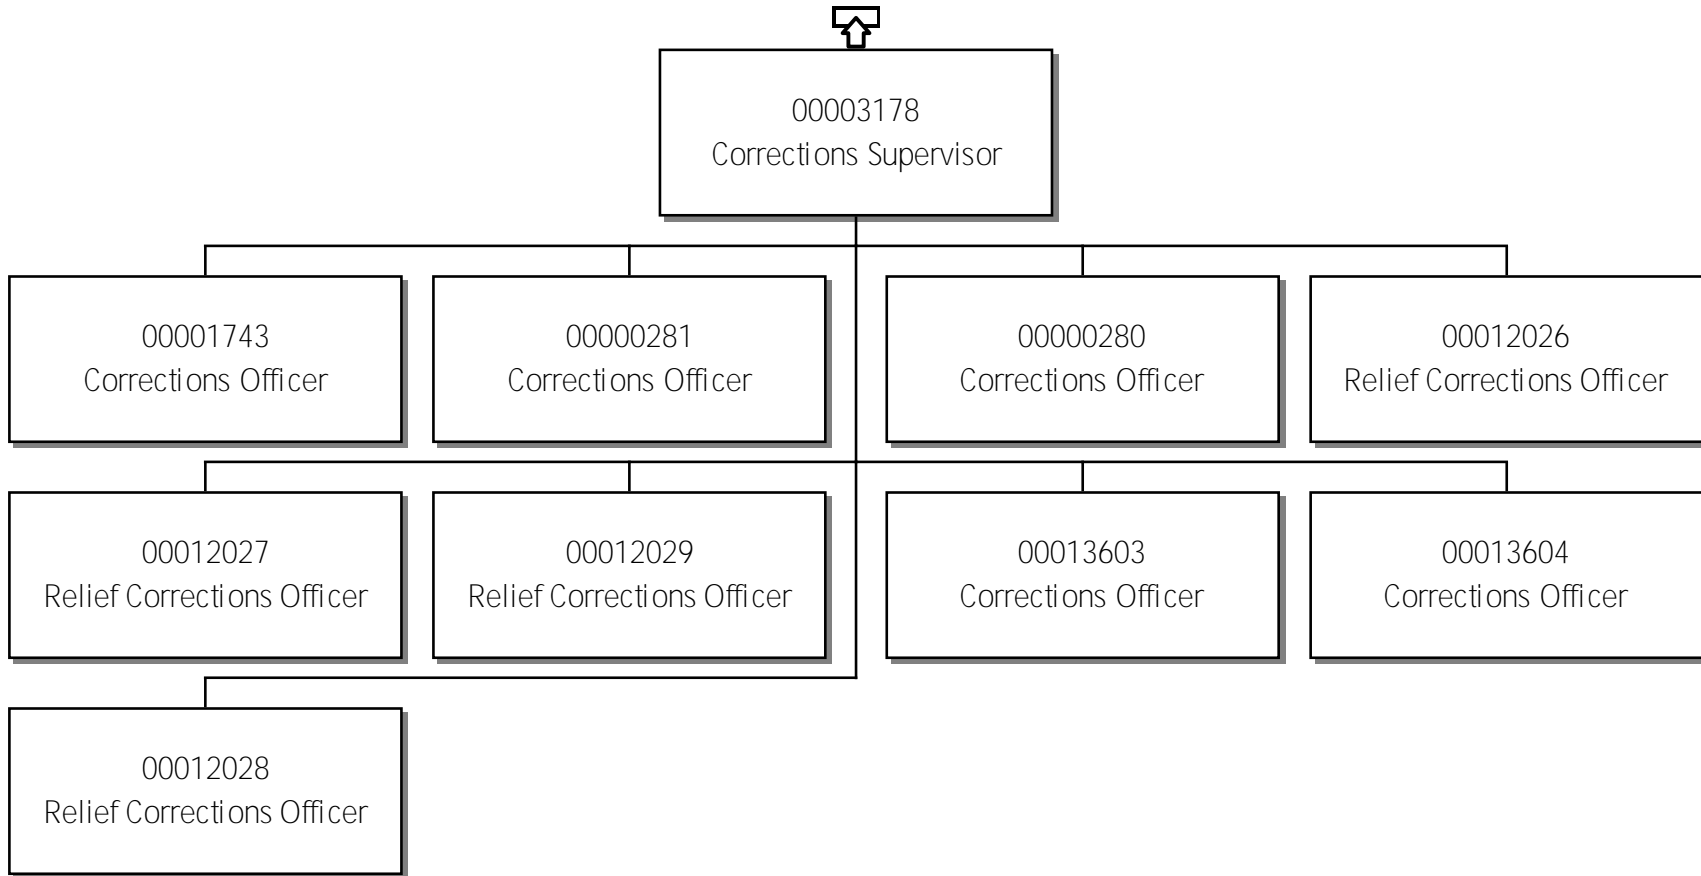 00003178
Corrections Supervisor
00001743
Corrections Officer
00000281
Corrections Officer
00000280
Corrections Officer
00012026
Relief Corrections Officer
00012027
Relief Corrections Officer
00012029
Relief Corrections Officer
00013603
Corrections Officer
00013604
Corrections Officer
00012028
Relief Corrections Officer